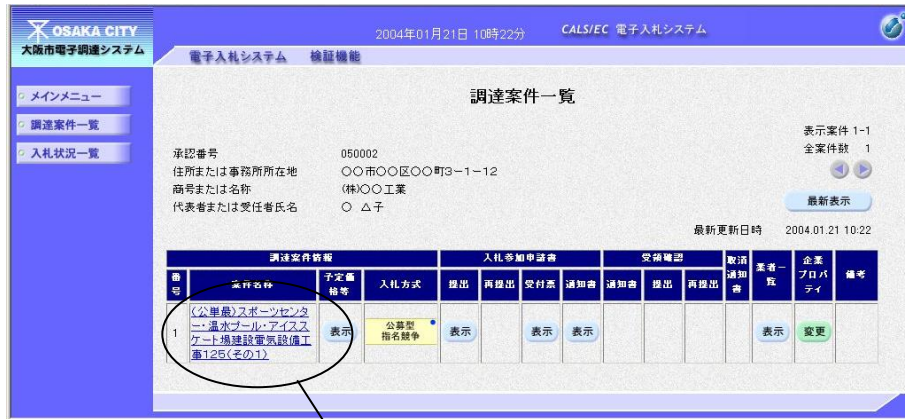 OSAKA CITY
大阪市電子調達システム
2004年01月21日 10時22分
CALS/EC 電子入札システム
電子入札システム 検証機能
メインメニュー
調達案件一覧
入札状況一覧
調達案件一覧
表示案件 1-1
全案件数 1
承認番号 050002
住所または事務所所在地 〇〇市〇〇区〇〇町3-1-12
商号または名称 (株)〇〇工業
代表者または受任者氏名 〇 △子
最新表示
最新更新日時 2004.01.21 10:22
調達案件情報 入札参加申請書 受領確認 取消通知書 業者一覧 企業プロパティ 備考
番号 案件名称 予定価格等 入札方式 提出 再提出 受付票 通知書 通知書 提出 再提出
1 (公単最)スポーツセンタ
ー・温水プール・アイスス
ケート場建設電気設備工
事125(その1)
表示 公募型
指名競争 表示 表示 表示 表示 変更